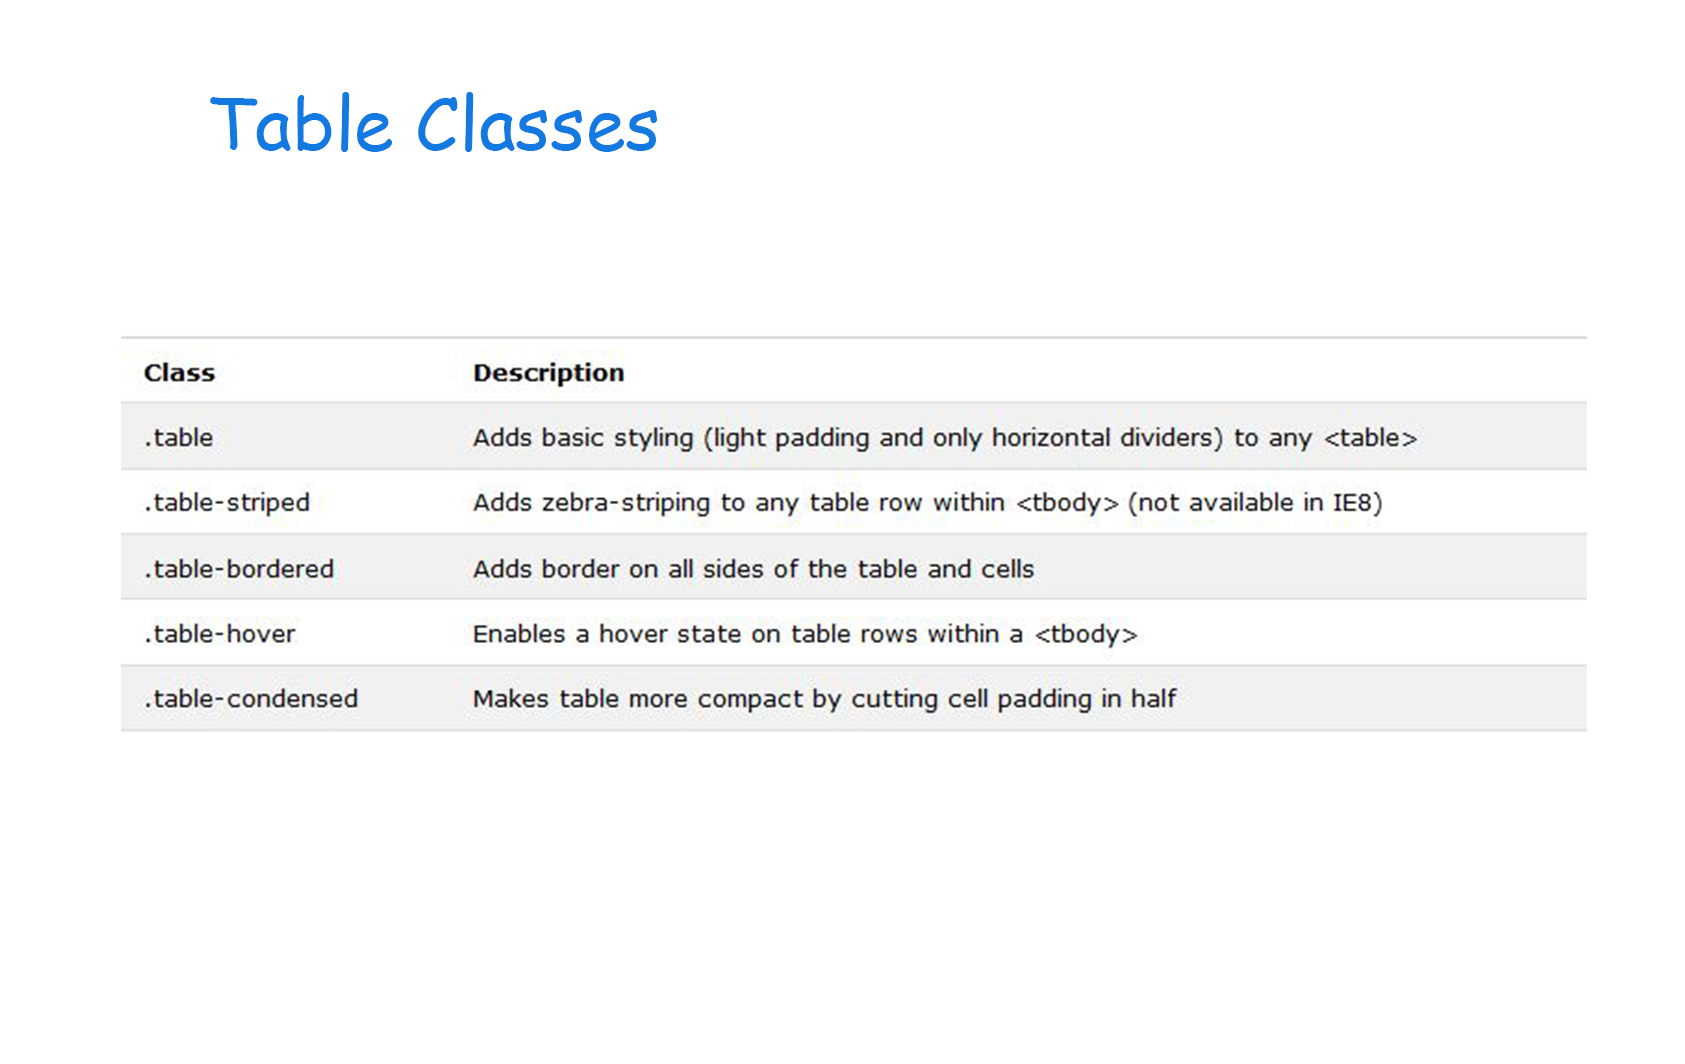 Table Classes
Class Description
.table Adds basic styling (light padding and only horizontal dividers) to any <table>
.table-striped Adds zebra-striping to any table row within <tbody> (not available in IE8)
.table-bordered Adds border on all sides of the table and cells
.table-hover Enables a hover state on table rows within a <tbody>
.table-condensed Makes table more compact by cutting cell padding in half